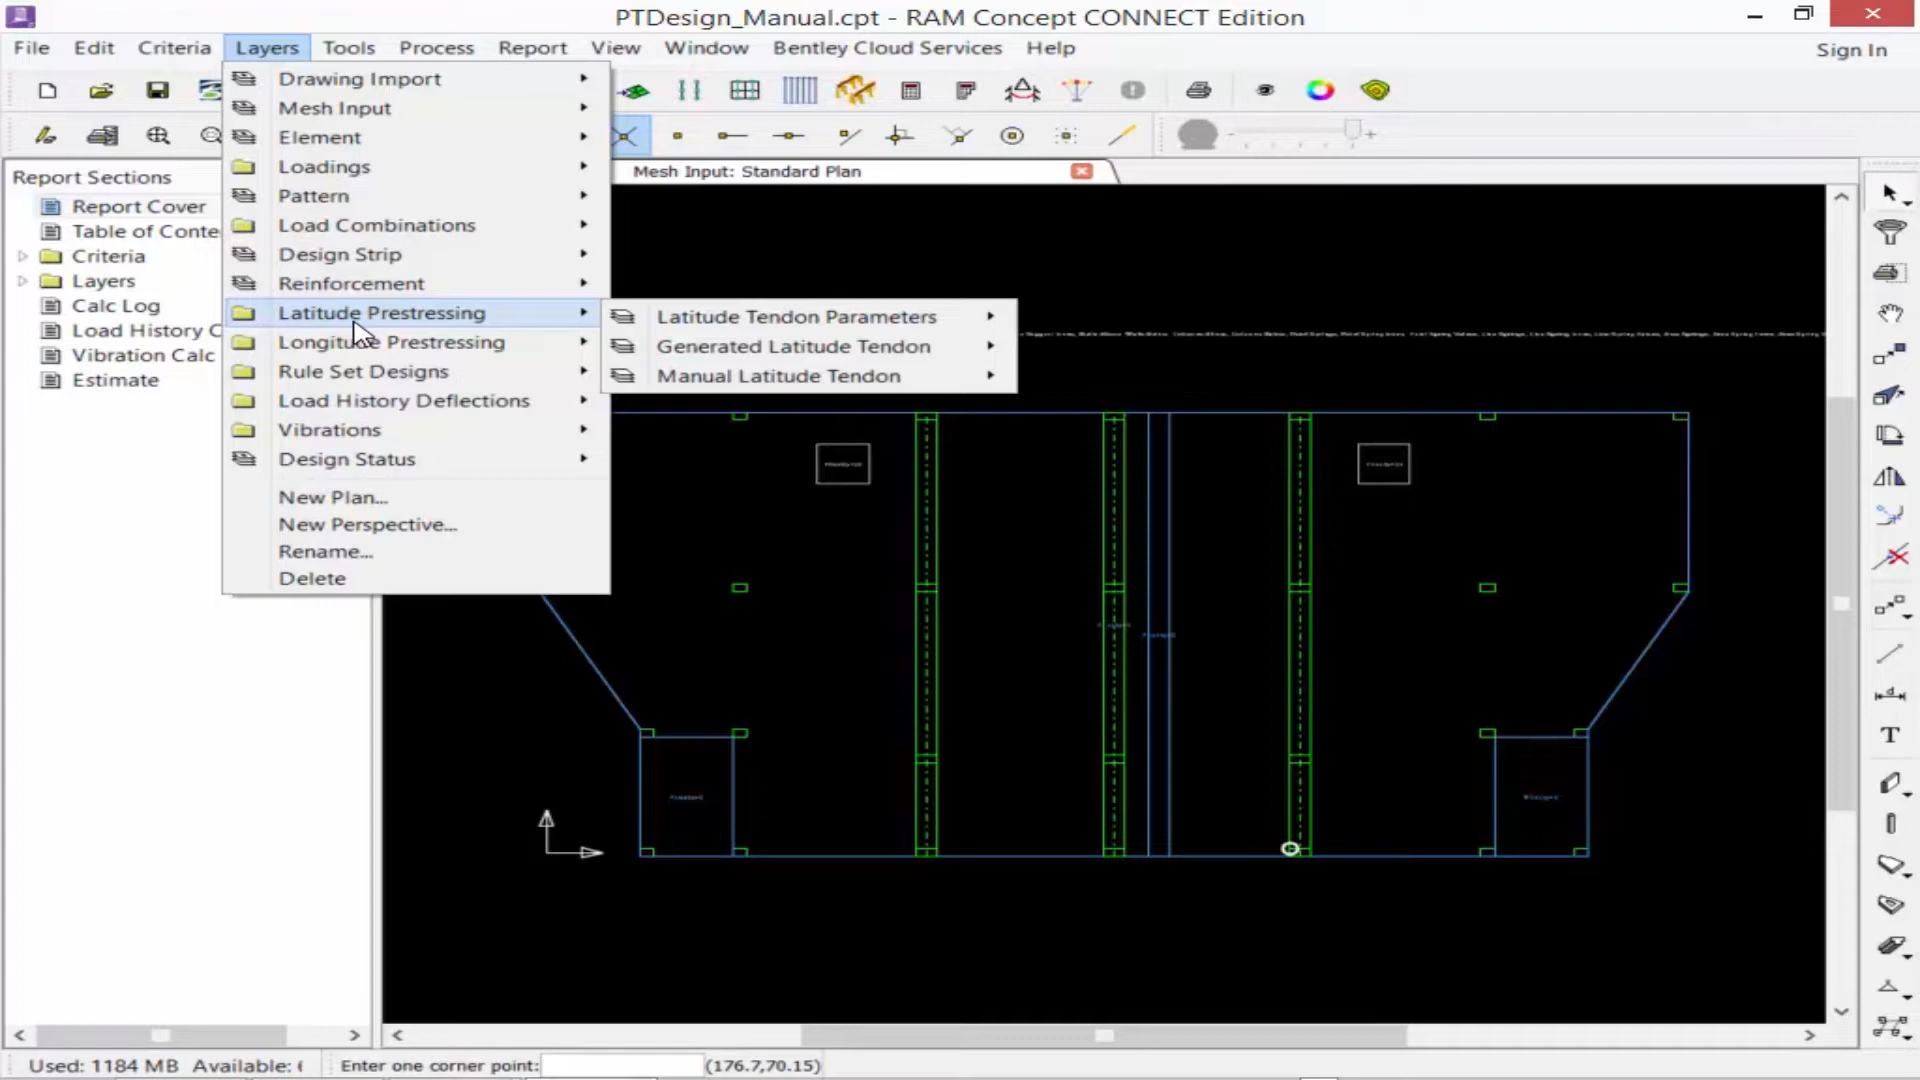 PTDesign_Manual.cpt - RAM Concept CONNECT Edition
File Edit Criteria Layers Tools Process Report View Window Bentley Cloud Services Help
Sign In
Drawing Import
Mesh Input
Element
Loadings
Pattern
Load Combinations
Design Strip
Reinforcement
Latitude Prestressing
Longitude Prestressing
Rule Set Designs
Load History Deflections
Vibrations
Design Status
New Plan...
New Perspective...
Rename...
Delete
Latitude Tendon Parameters
Generated Latitude Tendon
Manual Latitude Tendon
Mesh Input: Standard Plan
Report Sections
Report Cover
Table of Conte
Criteria
Layers
Calc Log
Load History C
Vibration Calc
Estimate
T
Used: 1184 MB Available: (
Enter one corner point:
(176.7,70.15)